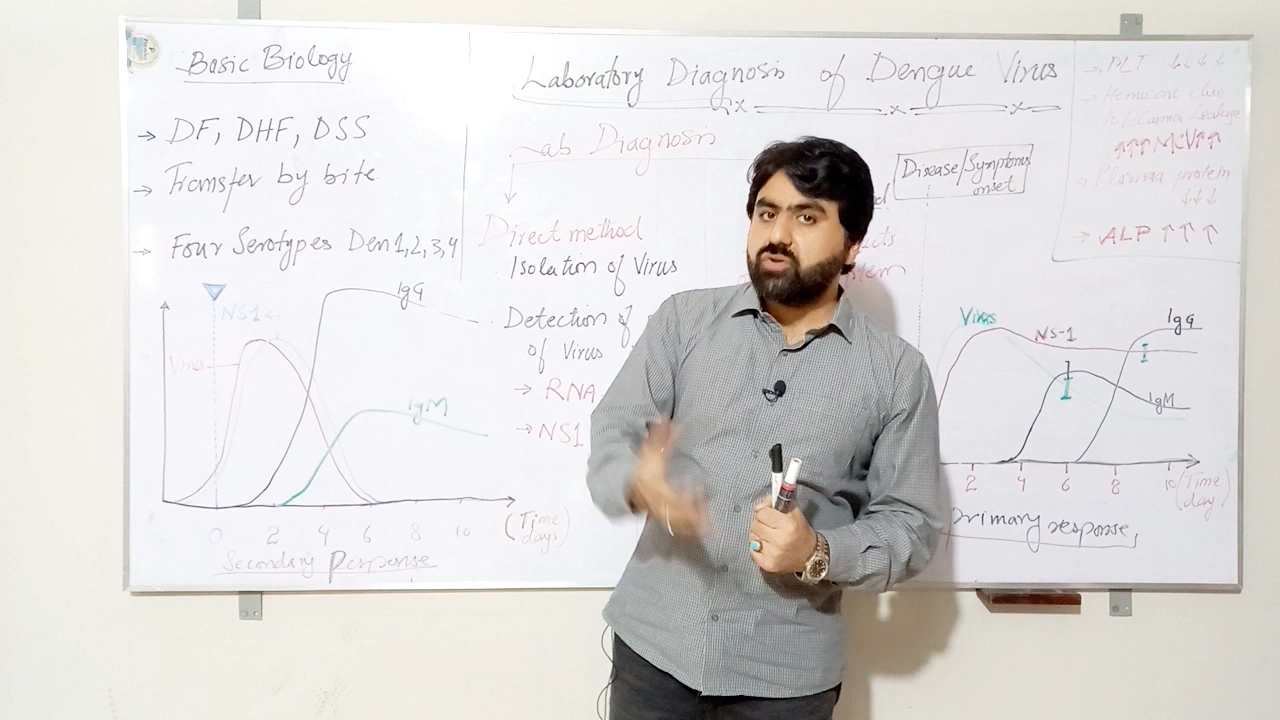 Basic Biology
→ DF, DHF, DSS
→ Transfer by bite
→ Four Serotypes Den 1,2,3,4
NS1
Virus
IgG
IgM
0 2 4 6 8 10
(Time
days)
Secondary Response
Laboratory Diagnosis of Dengue Virus
Lab Diagnosis
Direct method
Isolation of Virus
Detection of
of Virus
→ RNA
→ NS1
Disease/Symptoms
onset
Virus
NS-1
IgG
IgM
2 4 6 8 10
(Time
day)
primary response
→ PLT ↓↓↓↓
→ Hemoconc due
to plasma Leakage
↑↑↑ MCV ↑↑
→ Plasma protein
↓↓↓
→ ALP ↑↑↑